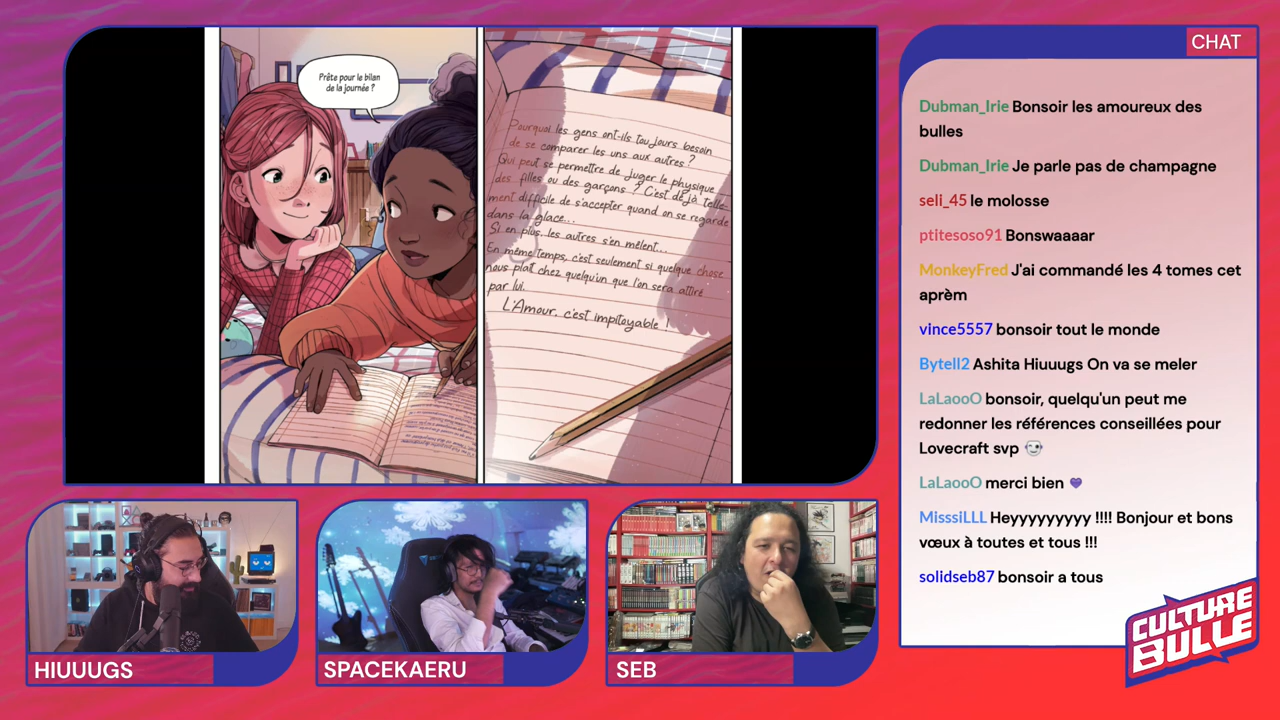 CHAT
Prête pour le bilan
de la journée ?
Pourquoi les gens ont-ils toujours besoin
de se comparer les uns aux autres ?
Qui peut se permettre de juger le physique
des filles ou des garçons ? C'est déjà telle-
ment difficile de s'accepter quand on se regarde
dans la glace...
Si en plus, les autres s'en mêlent...
En même temps, c'est seulement si quelque chose
nous plaît chez quelqu'un que l'on sera attiré
par lui.
L'Amour, c'est impitoyable !
Dubman_Irie Bonsoir les amoureux des
bulles
Dubman_Irie Je parle pas de champagne
seli_45 le molosse
ptitesoso91 Bonswaaaar
MonkeyFred J'ai commandé les 4 tomes cet
aprèm
vince5557 bonsoir tout le monde
Bytell2 Ashita Hiuuugs On va se meler
LaLaooO bonsoir, quelqu'un peut me
redonner les références conseillées pour
Lovecraft svp
LaLaooO merci bien
MisssiLLL Heyyyyyyyyy !!!! Bonjour et bons
vœux à toutes et tous !!!
solidseb87 bonsoir a tous
HIUUUGS
SPACEKAERU
SEB
CULTURE
BULLE